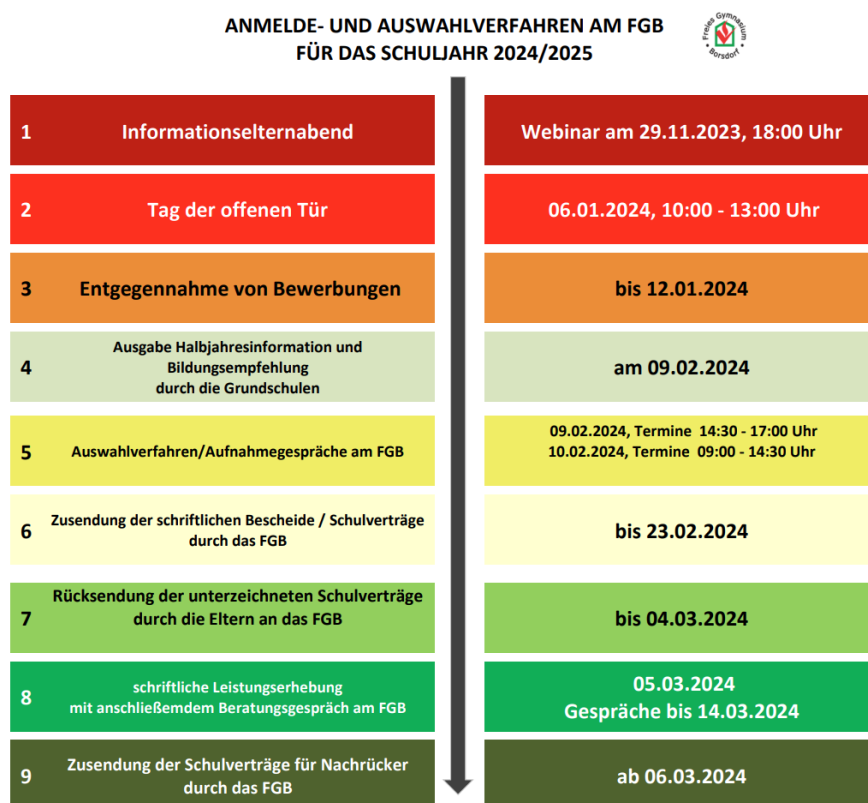 ANMELDE- UND AUSWAHLVERFAHREN AM FGB
FÜR DAS SCHULJAHR 2024/2025
Freies Gymnasium
Borsdorf
1 Informationselternabend Webinar am 29.11.2023, 18:00 Uhr
2 Tag der offenen Tür 06.01.2024, 10:00 - 13:00 Uhr
3 Entgegennahme von Bewerbungen bis 12.01.2024
4 Ausgabe Halbjahresinformation und
Bildungsempfehlung
durch die Grundschulen
am 09.02.2024
5 Auswahlverfahren/Aufnahmegespräche am FGB
09.02.2024, Termine 14:30 - 17:00 Uhr
10.02.2024, Termine 09:00 - 14:30 Uhr
6 Zusendung der schriftlichen Bescheide / Schulverträge
durch das FGB
bis 23.02.2024
7 Rücksendung der unterzeichneten Schulverträge
durch die Eltern an das FGB
bis 04.03.2024
8 schriftliche Leistungserhebung
mit anschließemdem Beratungsgespräch am FGB
05.03.2024
Gespräche bis 14.03.2024
9 Zusendung der Schulverträge für Nachrücker
durch das FGB
ab 06.03.2024